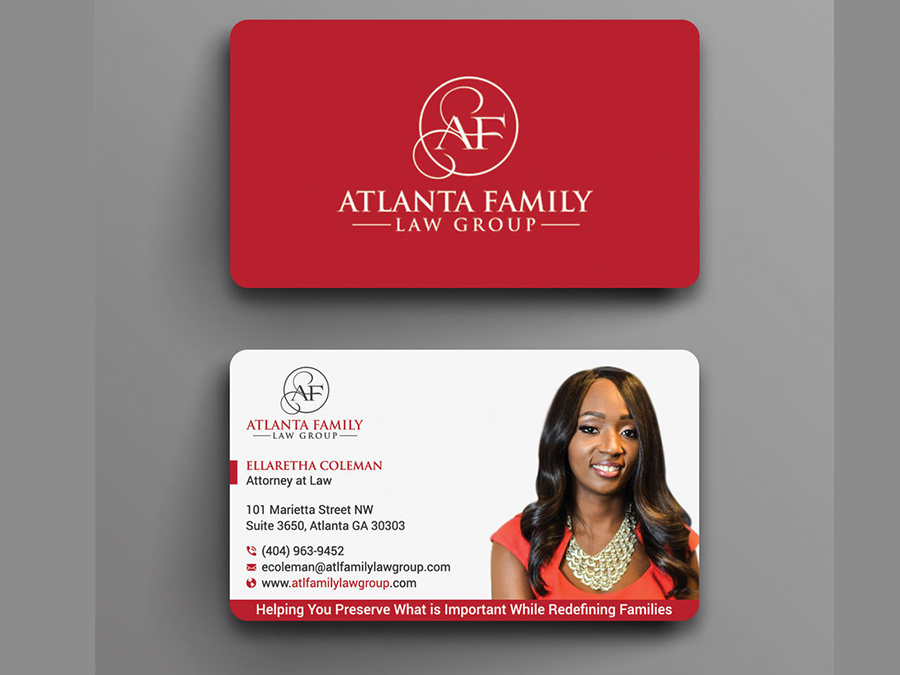 AF
ATLANTA FAMILY
LAW GROUP
AF
ATLANTA FAMILY
LAW GROUP
ELLARETHA COLEMAN
Attorney at Law
101 Marietta Street NW
Suite 3650, Atlanta GA 30303
(404) 963-9452
ecoleman@atlfamilylawgroup.com
www.atlfamilylawgroup.com
Helping You Preserve What is Important While Redefining Families